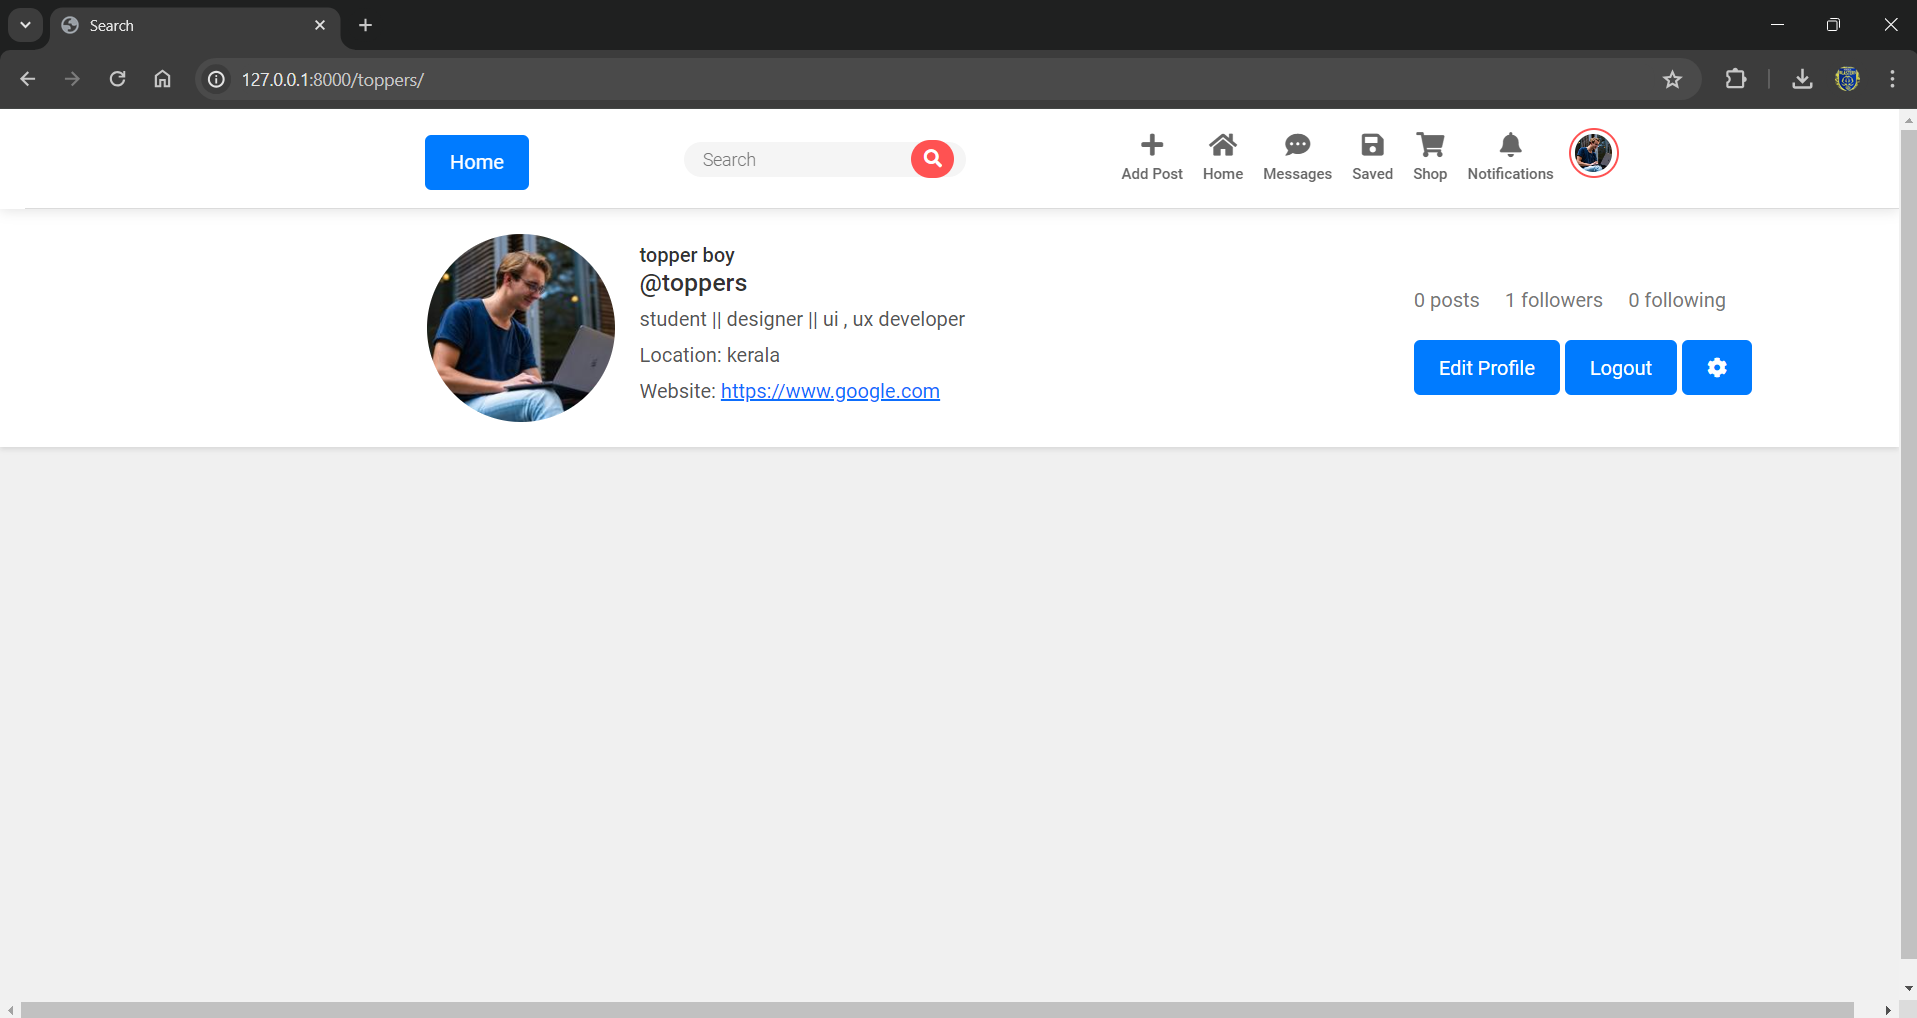 Search
127.0.0.1:8000/toppers/
Home
Search
Add Post
Home
Messages
Saved
Shop
Notifications
topper boy
@toppers
student || designer || ui , ux developer
Location: kerala
Website: https://www.google.com
0 posts
1 followers
0 following
Edit Profile
Logout